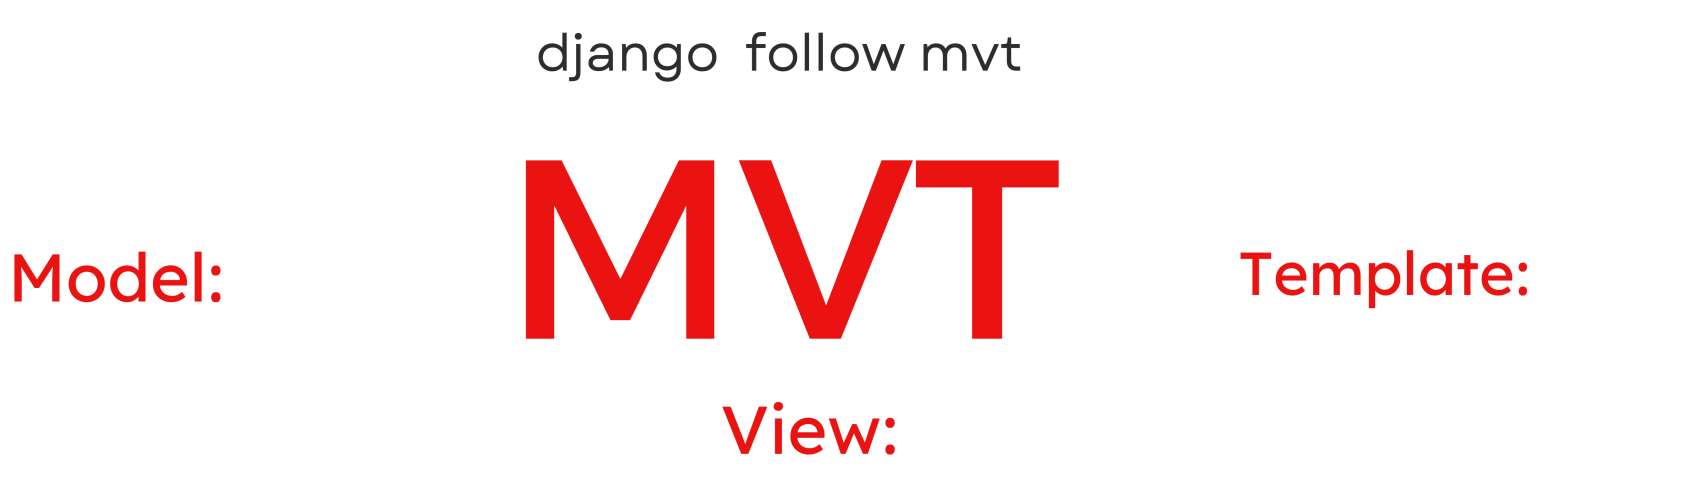 django follow mvt
MVT
Model:
Template:
View: